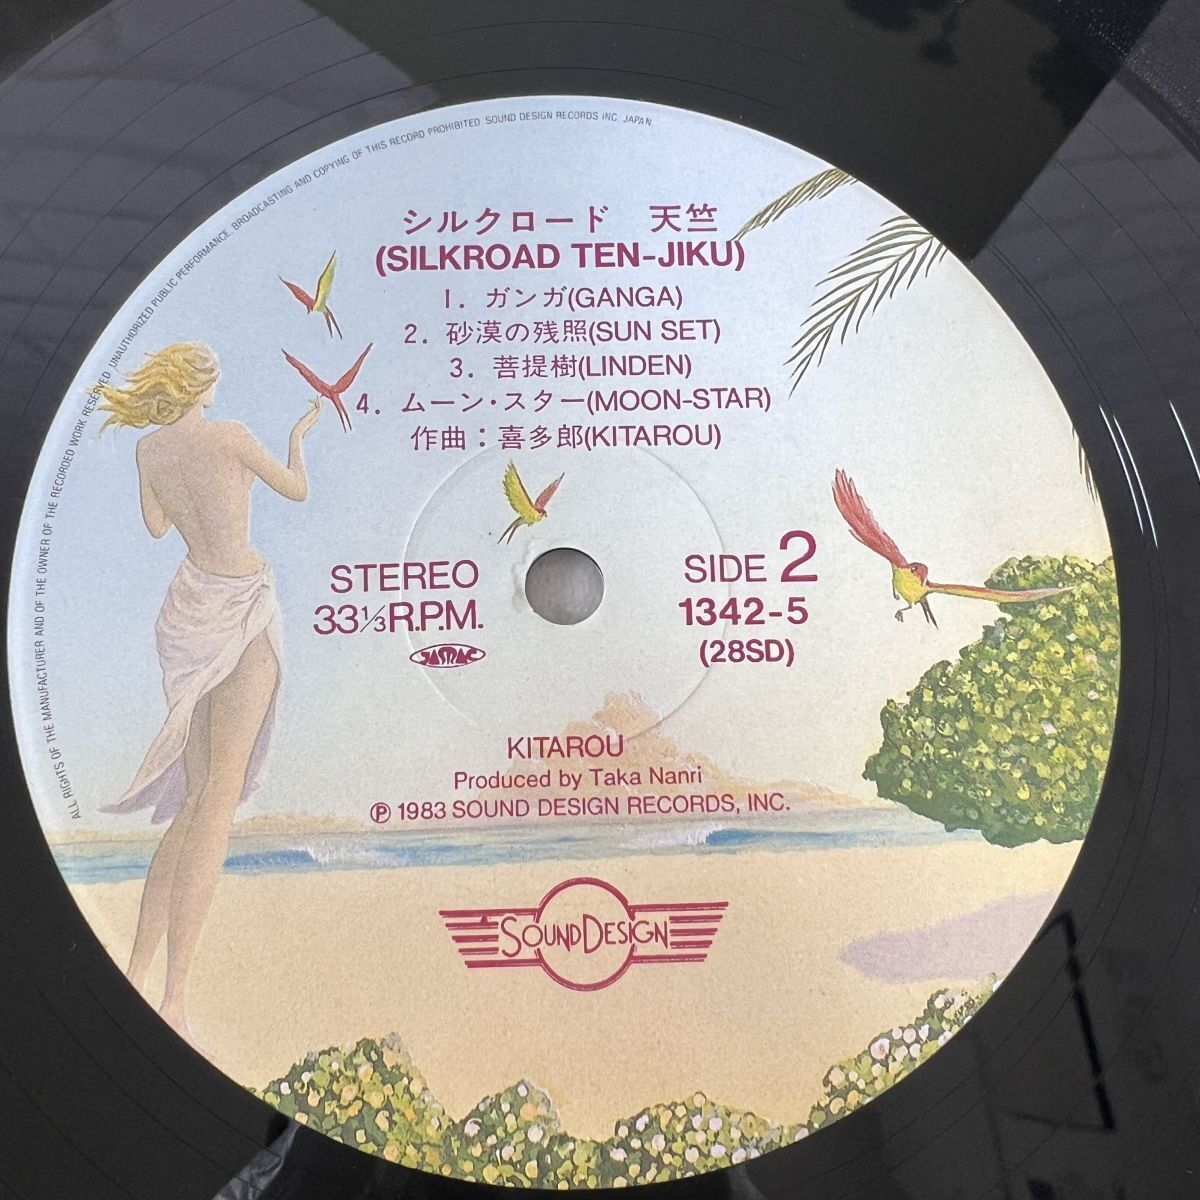 ALL RIGHTS OF THE MANUFACTURER AND OF THE OWNER OF THE RECORDED WORK RESERVED. UNAUTHORIZED PUBLIC PERFORMANCE. BROADCASTING AND COPYING OF THIS RECORD PROHIBITED. SOUND DESIGN RECORDS INC. JAPAN.
シルクロード　天竺
(SILKROAD TEN-JIKU)
1. ガンガ(GANGA)
2. 砂漠の残照(SUN SET)
3. 菩提樹(LINDEN)
4. ムーン・スター(MOON-STAR)
作曲：喜多郎(KITAROU)
STEREO
33⅓R.P.M.
JASRAC
SIDE 2
1342-5
(28SD)
KITAROU
Produced by Taka Nanri
℗ 1983 SOUND DESIGN RECORDS, INC.
SOUND DESIGN